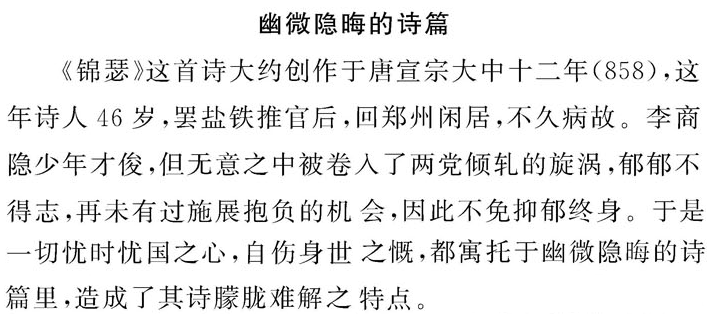 幽微隐晦的诗篇
《锦瑟》这首诗大约创作于唐宣宗大中十二年(858),这
年诗人 46 岁,罢盐铁推官后,回郑州闲居,不久病故。李商
隐少年才俊,但无意之中被卷入了两党倾轧的旋涡,郁郁不
得志,再未有过施展抱负的机会,因此不免抑郁终身。于是
一切忧时忧国之心,自伤身世之慨,都寓托于幽微隐晦的诗
篇里,造成了其诗朦胧难解之特点。